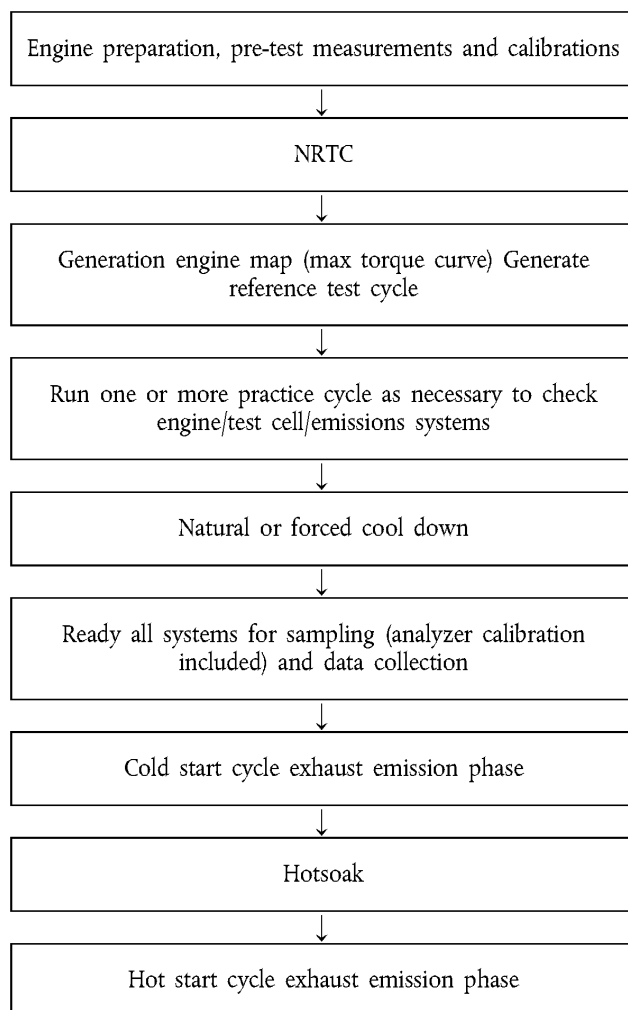 Engine preparation, pre-test measurements and calibrations
↓
NRTC
↓
Generation engine map (max torque curve) Generate
reference test cycle
↓
Run one or more practice cycle as necessary to check
engine/test cell/emissions systems
↓
Natural or forced cool down
↓
Ready all systems for sampling (analyzer calibration
included) and data collection
↓
Cold start cycle exhaust emission phase
↓
Hotsoak
↓
Hot start cycle exhaust emission phase